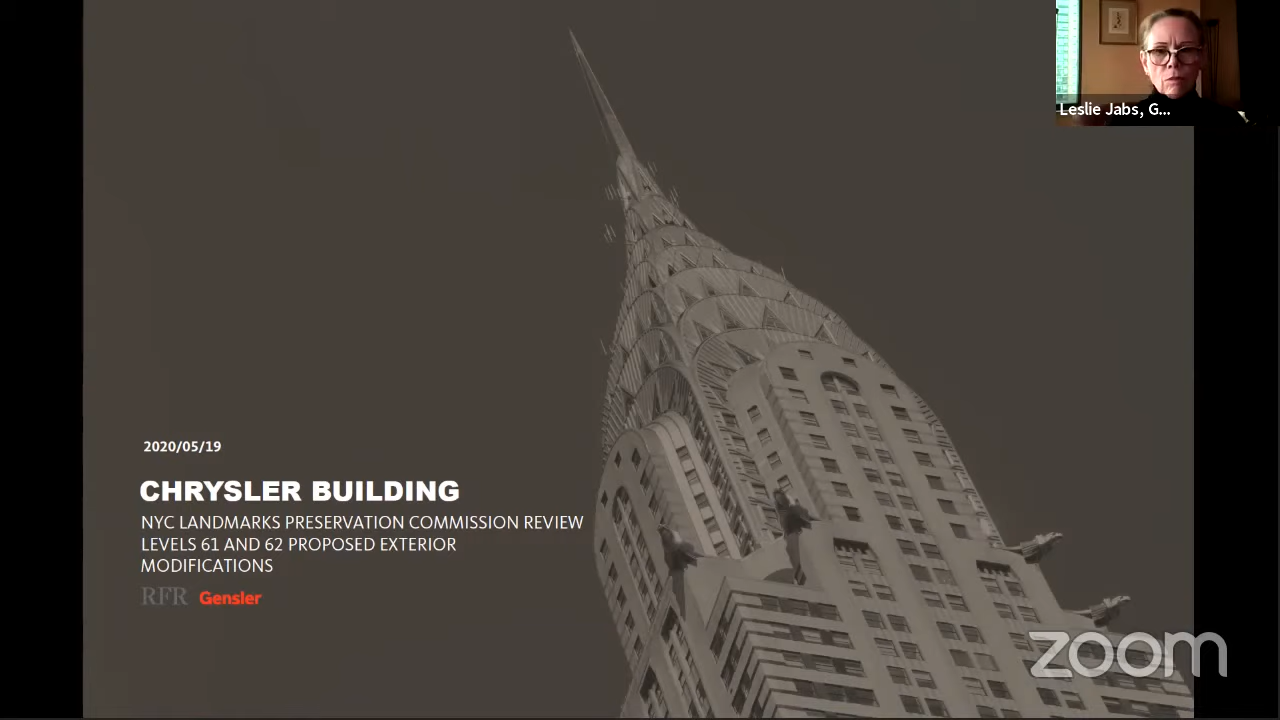 Leslie Jabs, G...
2020/05/19
CHRYSLER BUILDING
NYC LANDMARKS PRESERVATION COMMISSION REVIEW
LEVELS 61 AND 62 PROPOSED EXTERIOR
MODIFICATIONS
RFR Gensler
zoom